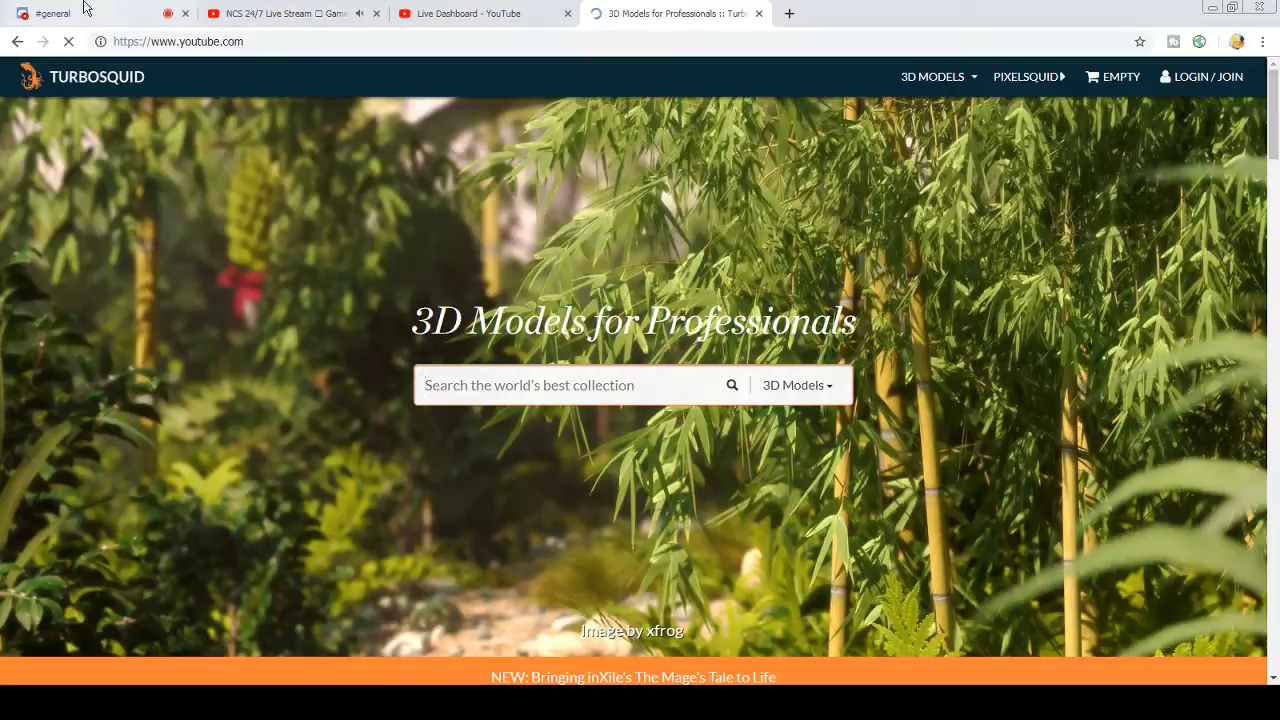 #general
NCS 24/7 Live Stream □ Game
Live Dashboard - YouTube
3D Models for Professionals :: Turb
https://www.youtube.com
TURBOSQUID
3D MODELS
PIXELSQUID
EMPTY
LOGIN / JOIN
3D Models for Professionals
Search the world's best collection
3D Models
Image by xfrog
NEW: Bringing inXile's The Mage's Tale to Life